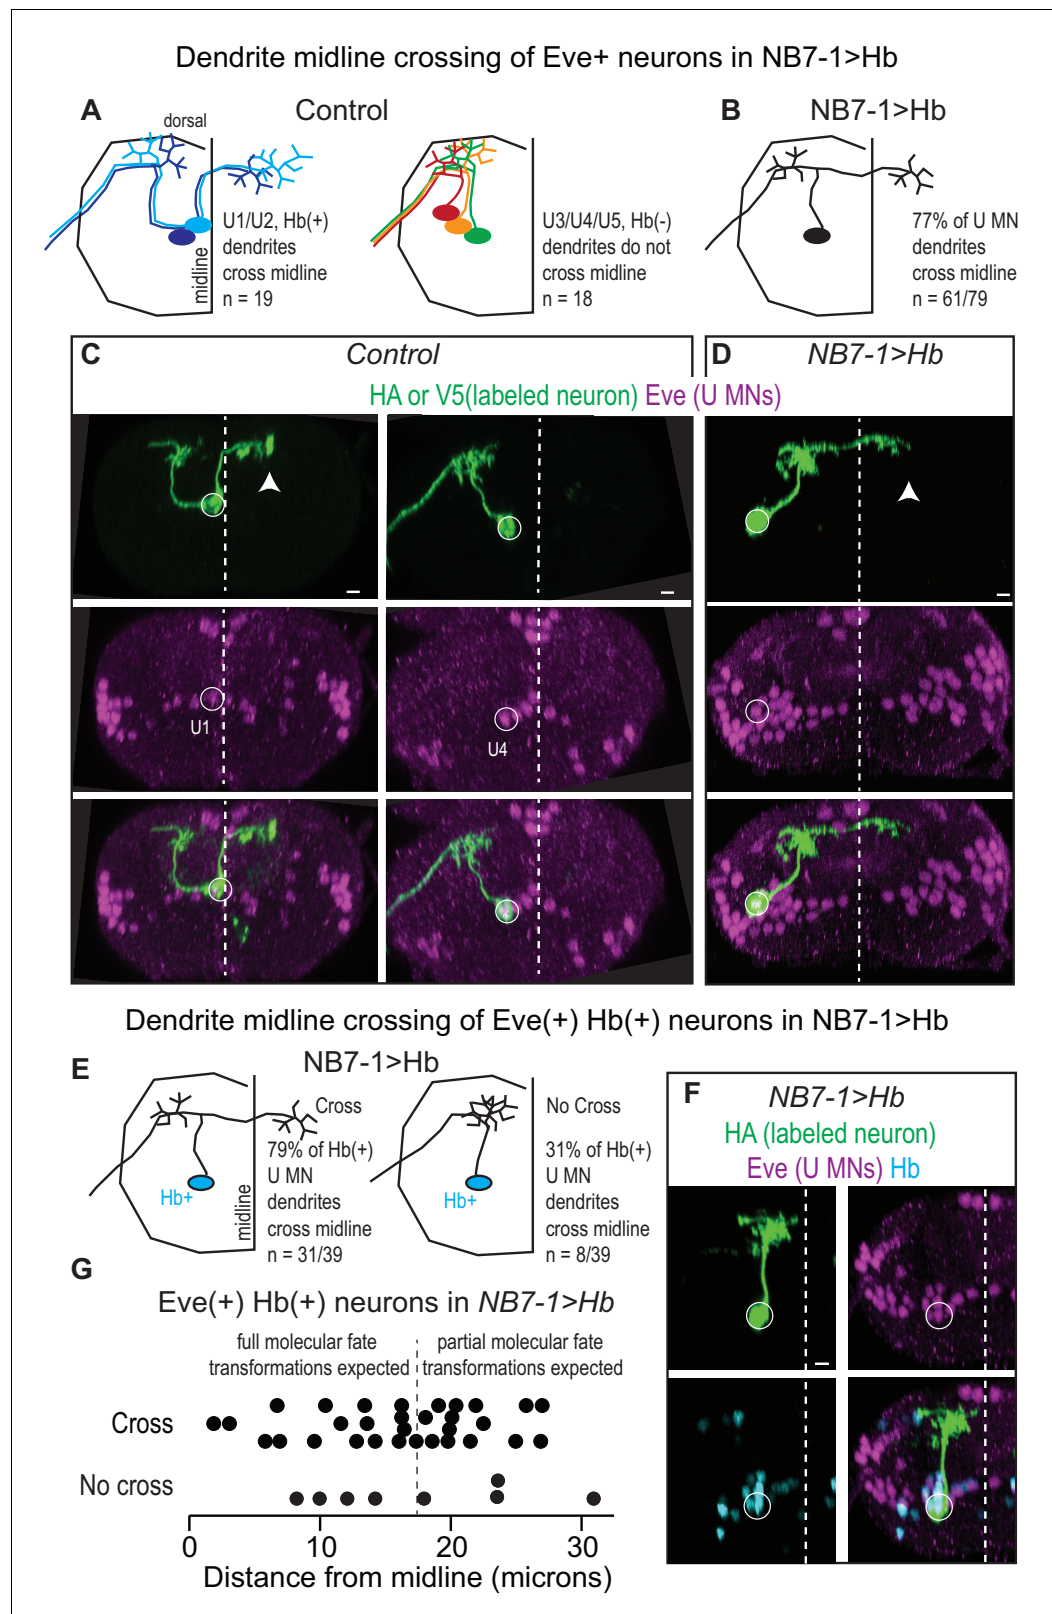 Dendrite midline crossing of Eve+ neurons in NB7-1>Hb
A
Control
dorsal
midline
U1/U2, Hb(+)
dendrites
cross midline
n = 19
U3/U4/U5, Hb(-)
dendrites do not
cross midline
n = 18
B
NB7-1>Hb
77% of U MN
dendrites
cross midline
n = 61/79
C
Control
D
NB7-1>Hb
HA or V5(labeled neuron) Eve (U MNs)
U1
U4
Dendrite midline crossing of Eve(+) Hb(+) neurons in NB7-1>Hb
E
NB7-1>Hb
Cross
79% of Hb(+)
U MN
dendrites
cross midline
n = 31/39
Hb+
midline
No Cross
31% of Hb(+)
U MN
dendrites
cross midline
n = 8/39
Hb+
F
NB7-1>Hb
HA (labeled neuron)
Eve (U MNs) Hb
G
Eve(+) Hb(+) neurons in NB7-1>Hb
full molecular fate
transformations expected
partial molecular fate
transformations expected
Cross
No cross
0 10 20 30
Distance from midline (microns)